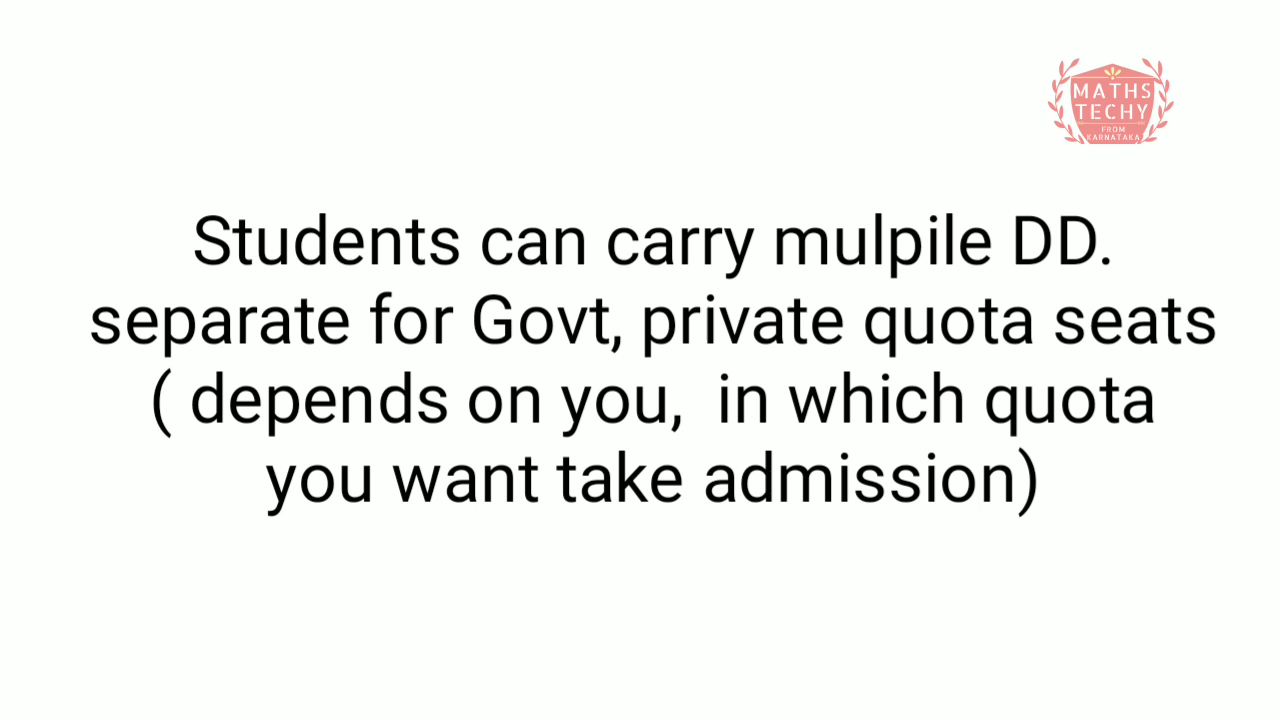 MATHS
TECHY
FROM
KARNATAKA
Students can carry mulpile DD.
separate for Govt, private quota seats
( depends on you,  in which quota
you want take admission)